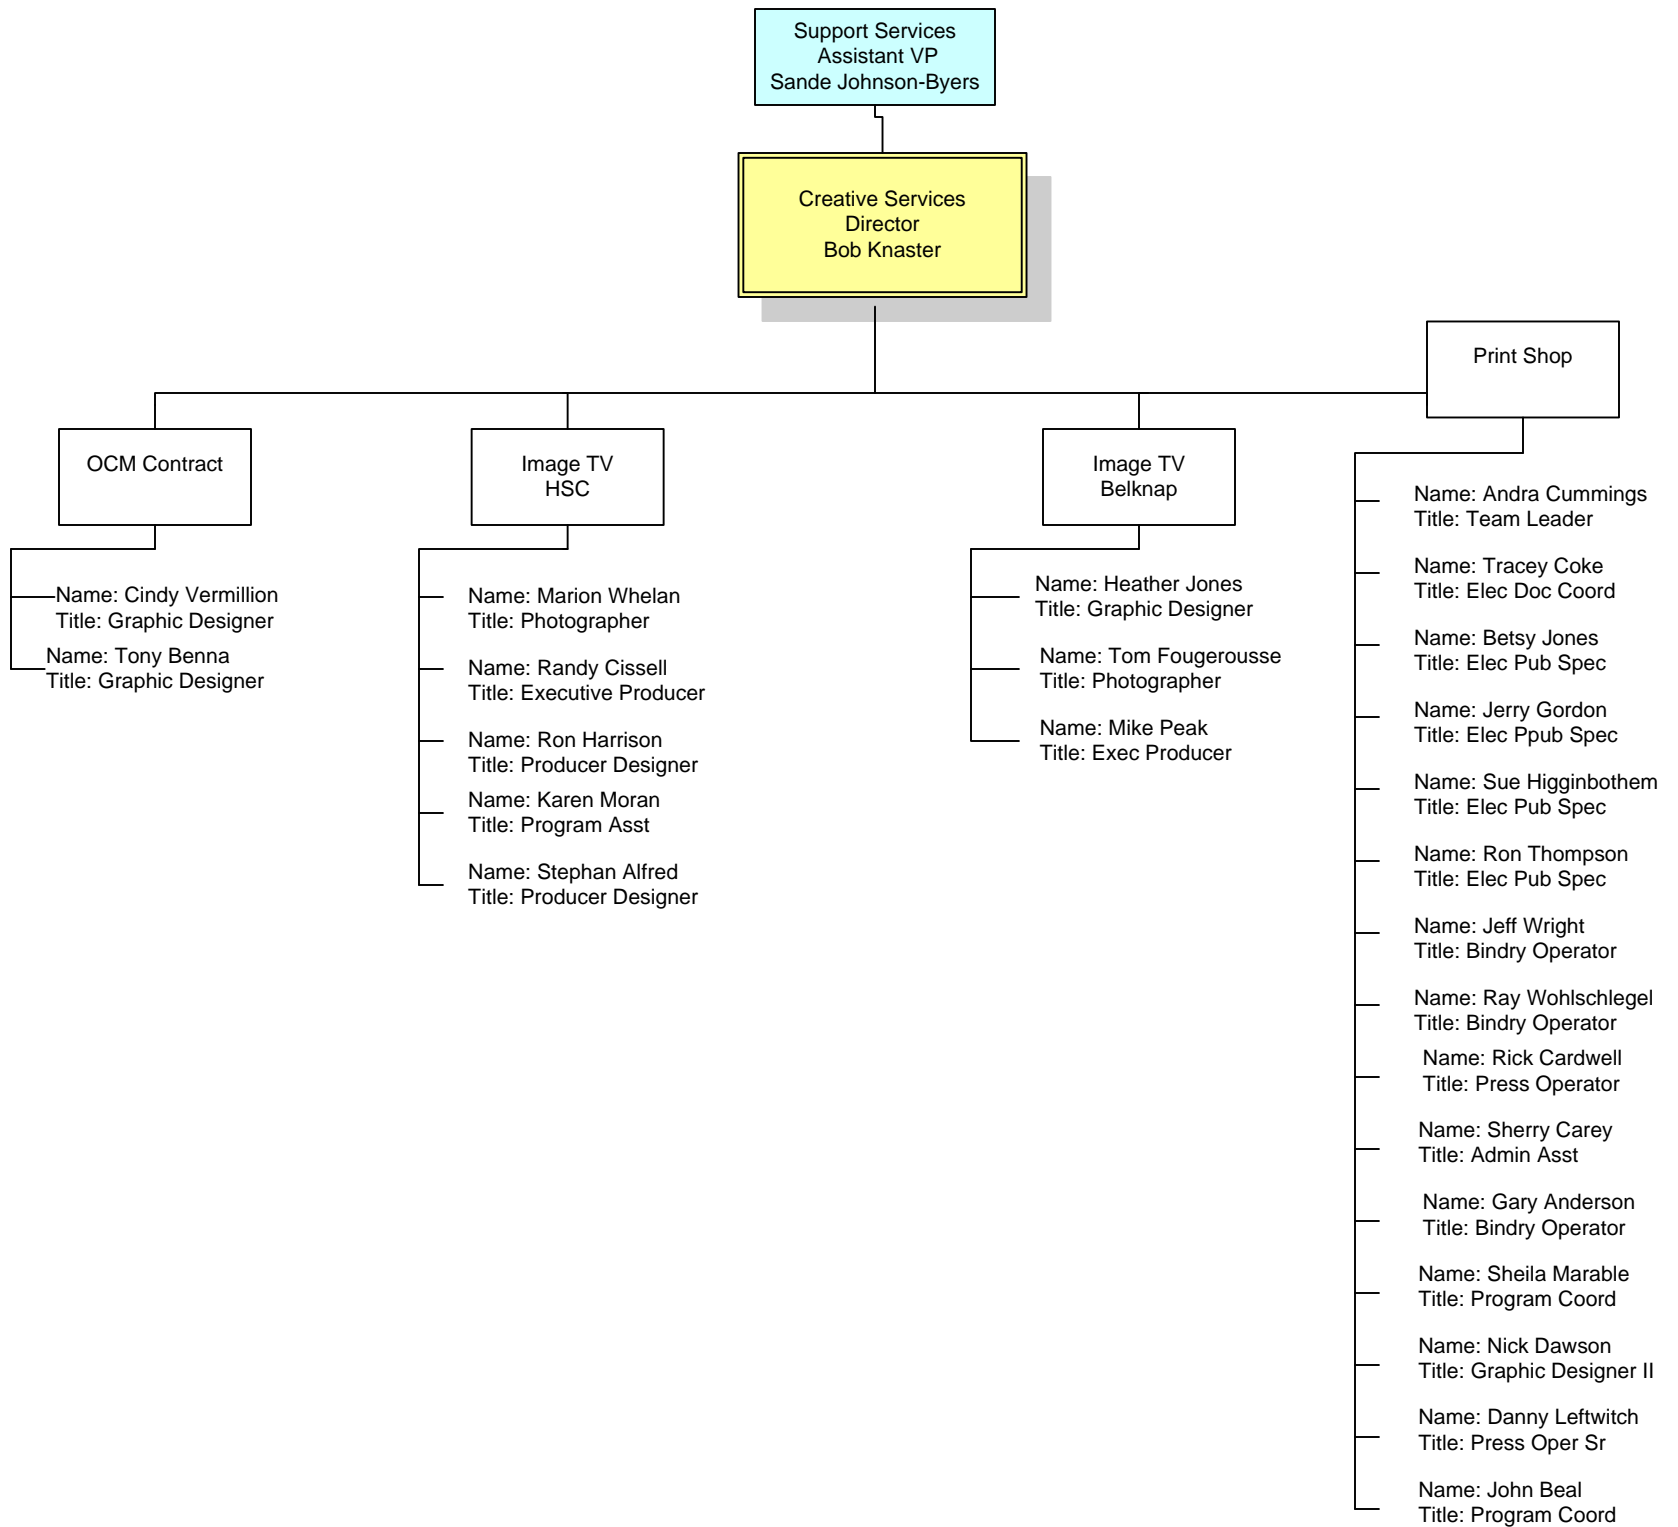 Support Services
Assistant VP
Sande Johnson-Byers
Creative Services
Director
Bob Knaster
Print Shop
OCM Contract
Image TV
HSC
Image TV
Belknap
Name: Cindy Vermillion
Title: Graphic Designer
Name: Tony Benna
Title: Graphic Designer
Name: Marion Whelan
Title: Photographer
Name: Randy Cissell
Title: Executive Producer
Name: Ron Harrison
Title: Producer Designer
Name: Karen Moran
Title: Program Asst
Name: Stephan Alfred
Title: Producer Designer
Name: Heather Jones
Title: Graphic Designer
Name: Tom Fougerousse
Title: Photographer
Name: Mike Peak
Title: Exec Producer
Name: Andra Cummings
Title: Team Leader
Name: Tracey Coke
Title: Elec Doc Coord
Name: Betsy Jones
Title: Elec Pub Spec
Name: Jerry Gordon
Title: Elec Ppub Spec
Name: Sue Higginbothem
Title: Elec Pub Spec
Name: Ron Thompson
Title: Elec Pub Spec
Name: Jeff Wright
Title: Bindry Operator
Name: Ray Wohlschlegel
Title: Bindry Operator
Name: Rick Cardwell
Title: Press Operator
Name: Sherry Carey
Title: Admin Asst
Name: Gary Anderson
Title: Bindry Operator
Name: Sheila Marable
Title: Program Coord
Name: Nick Dawson
Title: Graphic Designer II
Name: Danny Leftwitch
Title: Press Oper Sr
Name: John Beal
Title: Program Coord